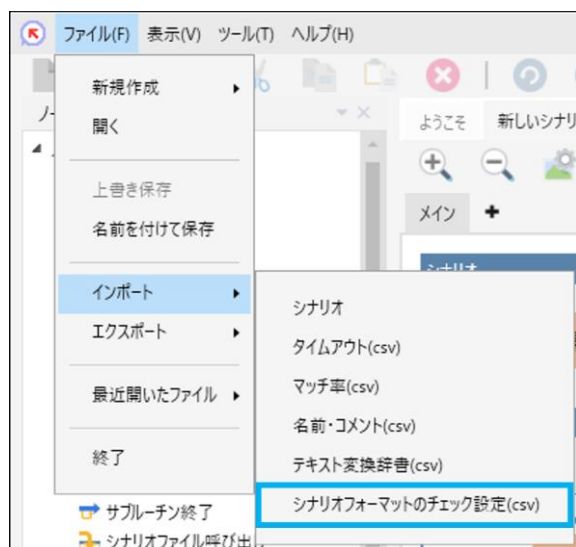 ファイル(F) 表示(V) ツール(T) ヘルプ(H)
新規作成
開く
ようこそ 新しいシナリ
上書き保存
名前を付けて保存
メイン
インポート
エクスポート
最近開いたファイル
終了
シナリオ
タイムアウト(csv)
マッチ率(csv)
名前・コメント(csv)
テキスト変換辞書(csv)
シナリオフォーマットのチェック設定(csv)
サブルーチン終了
シナリオファイル呼び出